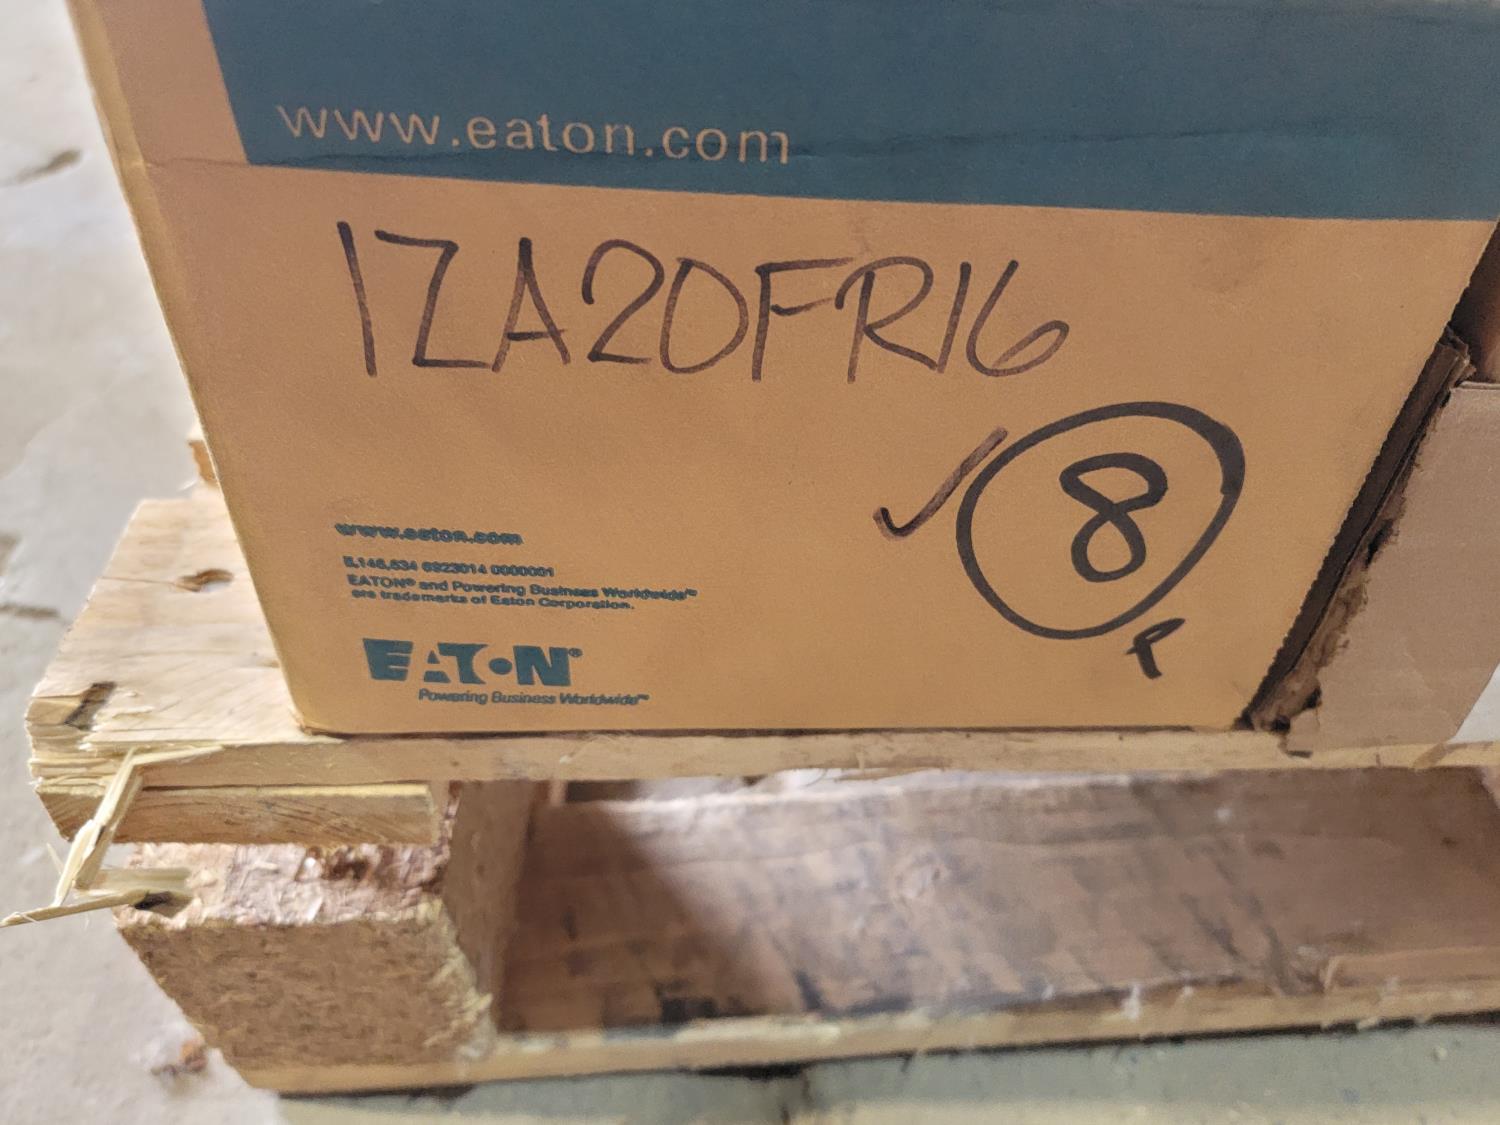 www.eaton.com
1ZA20FR16
✓ 8
R
www.eaton.com
EATON® and Powering Business Worldwide™
are trademarks of Eaton Corporation.
EATON®
Powering Business Worldwide™